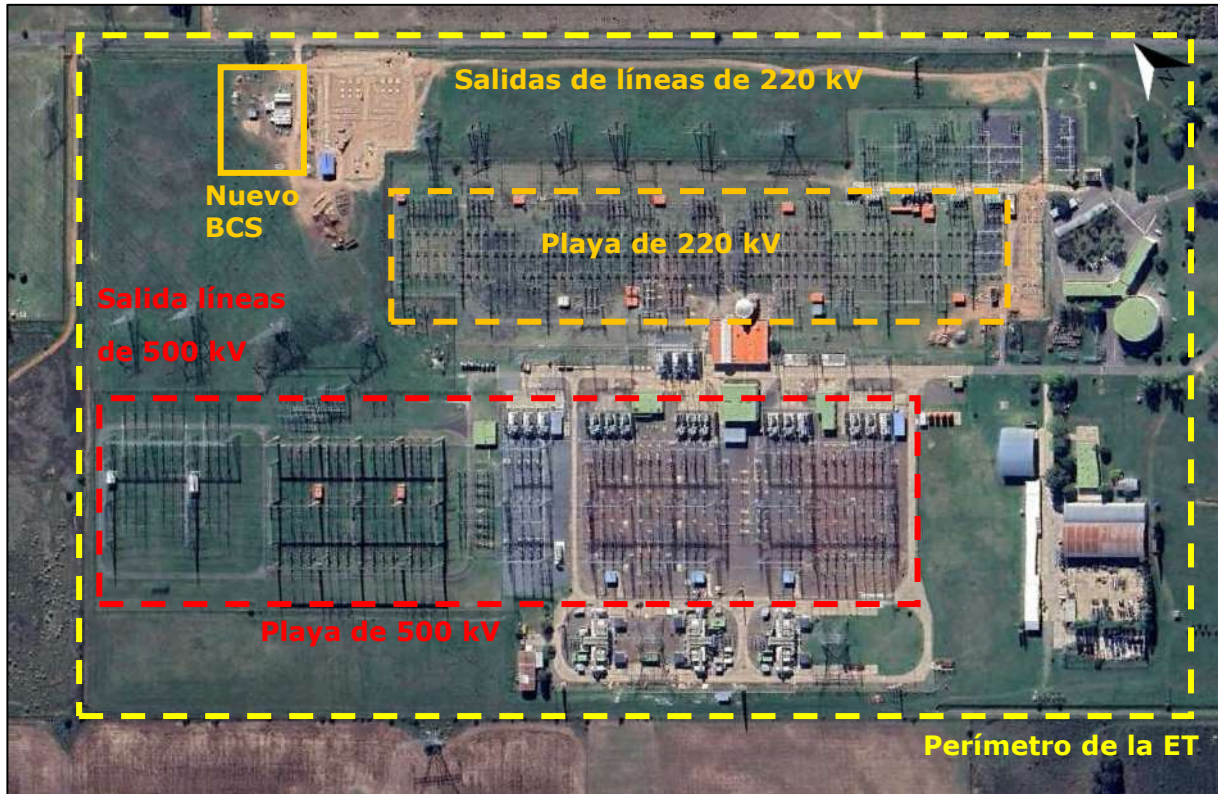 Salidas de líneas de 220 kV
N
Nuevo
BCS
Playa de 220 kV
Salida líneas
de 500 kV
Playa de 500 kV
Perímetro de la ET